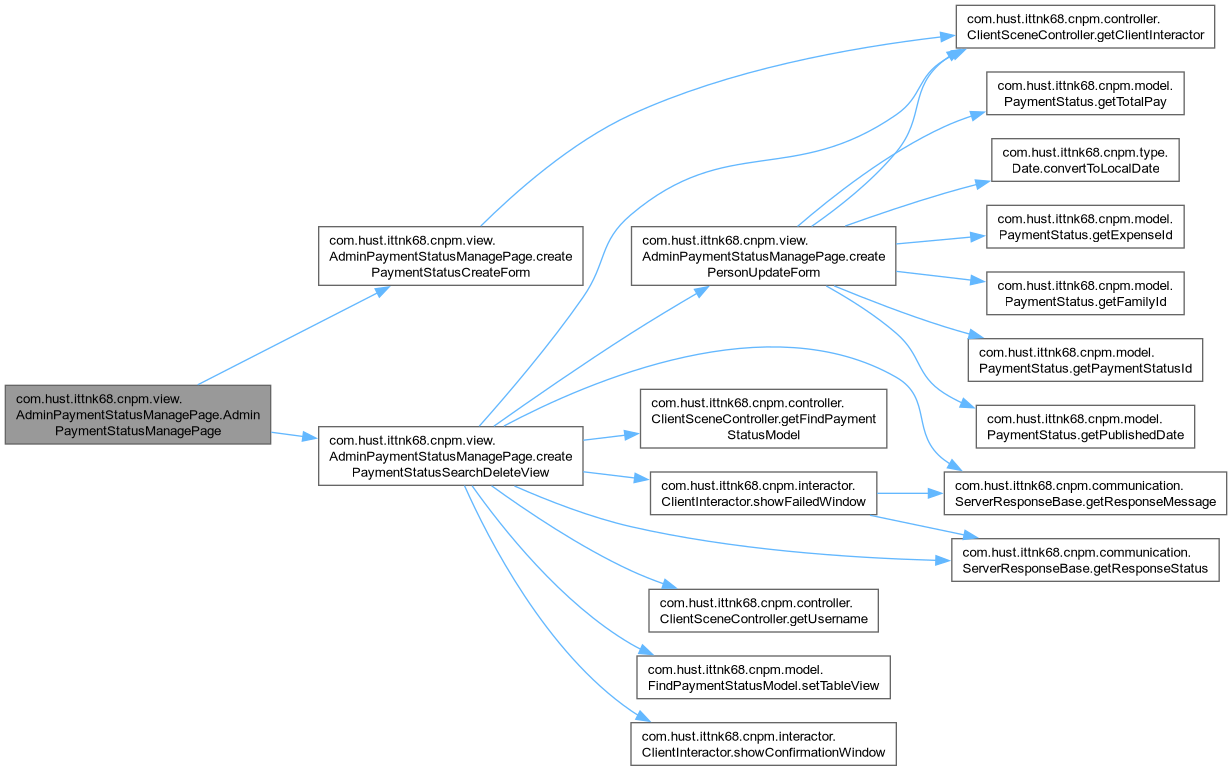 com.hust.ittnk68.cnpm.view.
AdminPaymentStatusManagePage.Admin
PaymentStatusManagePage
com.hust.ittnk68.cnpm.view.
AdminPaymentStatusManagePage.create
PaymentStatusCreateForm
com.hust.ittnk68.cnpm.view.
AdminPaymentStatusManagePage.create
PaymentStatusSearchDeleteView
com.hust.ittnk68.cnpm.view.
AdminPaymentStatusManagePage.create
PersonUpdateForm
com.hust.ittnk68.cnpm.controller.
ClientSceneController.getFindPayment
StatusModel
com.hust.ittnk68.cnpm.interactor.
ClientInteractor.showFailedWindow
com.hust.ittnk68.cnpm.controller.
ClientSceneController.getUsername
com.hust.ittnk68.cnpm.model.
FindPaymentStatusModel.setTableView
com.hust.ittnk68.cnpm.interactor.
ClientInteractor.showConfirmationWindow
com.hust.ittnk68.cnpm.controller.
ClientSceneController.getClientInteractor
com.hust.ittnk68.cnpm.model.
PaymentStatus.getTotalPay
com.hust.ittnk68.cnpm.type.
Date.convertToLocalDate
com.hust.ittnk68.cnpm.model.
PaymentStatus.getExpenseId
com.hust.ittnk68.cnpm.model.
PaymentStatus.getFamilyId
com.hust.ittnk68.cnpm.model.
PaymentStatus.getPaymentStatusId
com.hust.ittnk68.cnpm.model.
PaymentStatus.getPublishedDate
com.hust.ittnk68.cnpm.communication.
ServerResponseBase.getResponseMessage
com.hust.ittnk68.cnpm.communication.
ServerResponseBase.getResponseStatus